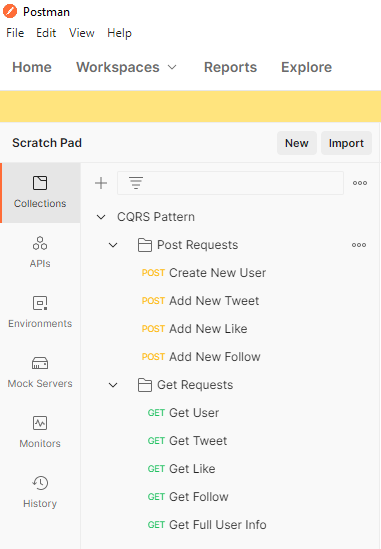 Postman
File Edit View Help
Home Workspaces Reports Explore
Scratch Pad New Import
Collections
APIs
Environments
Mock Servers
Monitors
History
CQRS Pattern
Post Requests
POST Create New User
POST Add New Tweet
POST Add New Like
POST Add New Follow
Get Requests
GET Get User
GET Get Tweet
GET Get Like
GET Get Follow
GET Get Full User Info